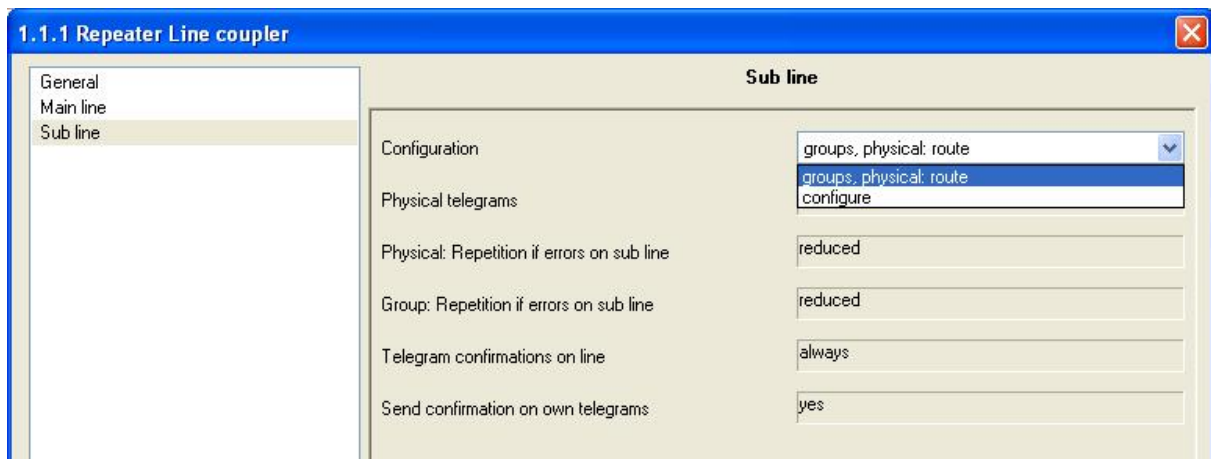 1.1.1 Repeater Line coupler
General
Main line
Sub line
Sub line
Configuration
groups, physical: route
groups, physical: route
configure
Physical telegrams
Physical: Repetition if errors on sub line
reduced
Group: Repetition if errors on sub line
reduced
Telegram confirmations on line
always
Send confirmation on own telegrams
yes